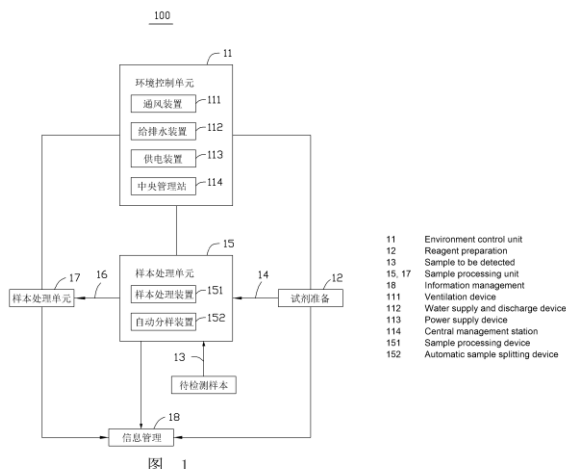 100
11
环境控制单元
通风装置
111
给排水装置
112
供电装置
113
中央管理站
114
15
样本处理单元
样本处理装置
151
自动分样装置
152
17
样本处理单元
16
14
12
试剂准备
13
待检测样本
18
信息管理
图 1
11 Environment control unit
12 Reagent preparation
13 Sample to be detected
15, 17 Sample processing unit
18 Information management
111 Ventilation device
112 Water supply and discharge device
113 Power supply device
114 Central management station
151 Sample processing device
152 Automatic sample splitting device